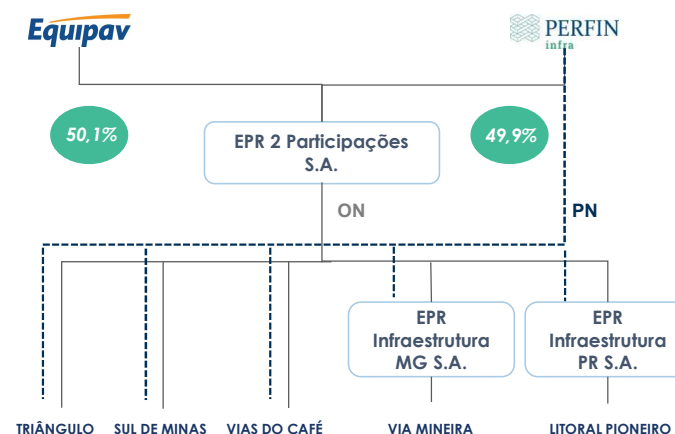 Equipav
PERFIN
infra
50,1%
EPR 2 Participações
S.A.
49,9%
ON
PN
EPR
Infraestrutura
MG S.A.
EPR
Infraestrutura
PR S.A.
TRIÂNGULO
SUL DE MINAS
VIAS DO CAFÉ
VIA MINEIRA
LITORAL PIONEIRO